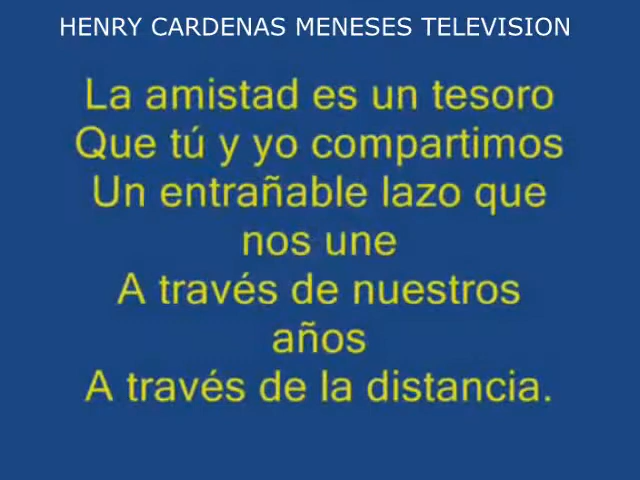 HENRY CARDENAS MENESES TELEVISION
La amistad es un tesoro
Que tú y yo compartimos
Un entrañable lazo que
nos une
A través de nuestros
años
A través de la distancia.